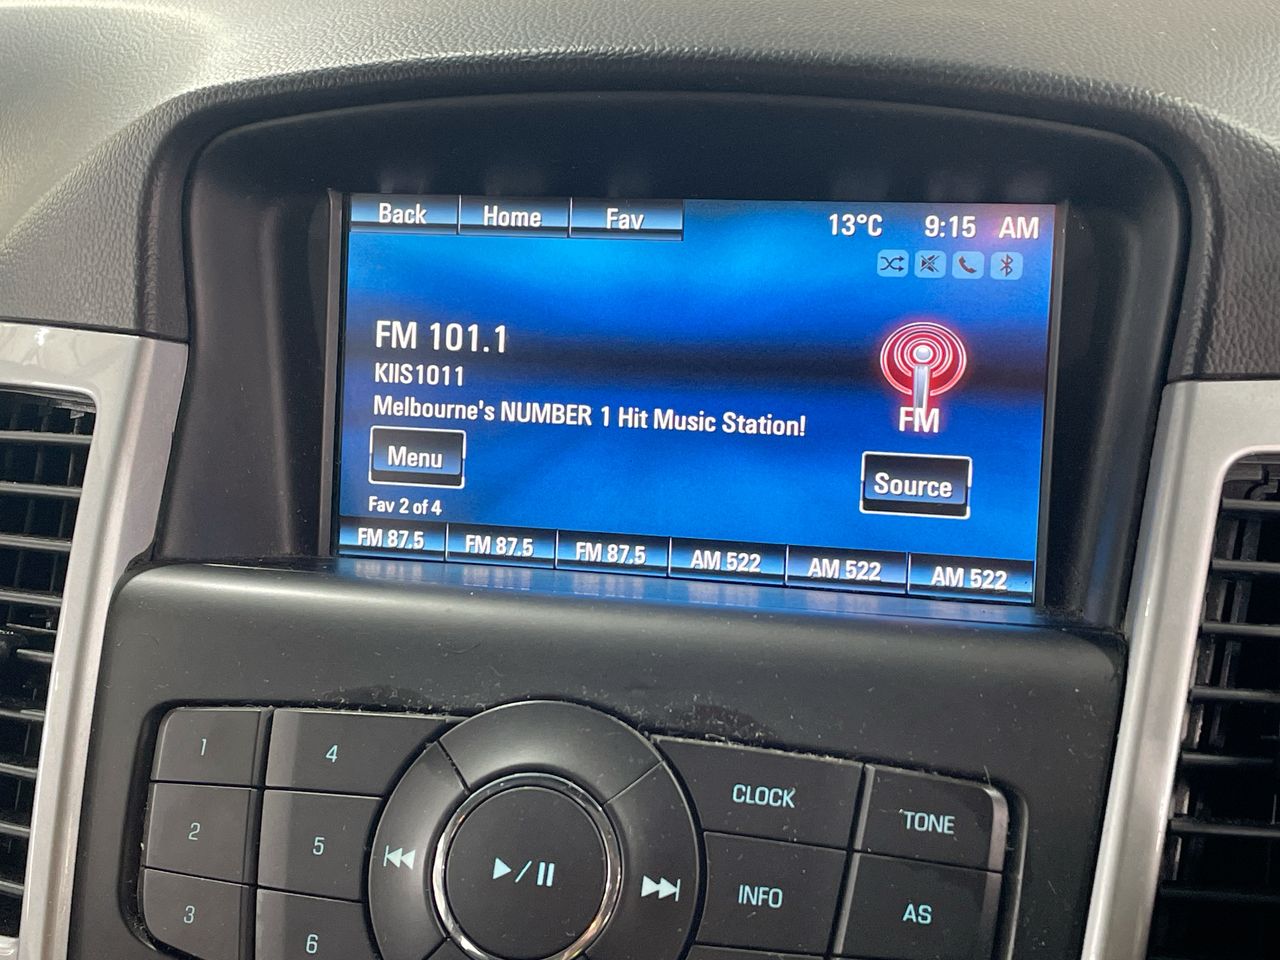 Back Home Fav 13°C 9:15 AM
FM 101.1
KIIS1011
Melbourne's NUMBER 1 Hit Music Station!
FM
Menu
Source
Fav 2 of 4
FM 87.5 FM 87.5 FM 87.5 AM 522 AM 522 AM 522
1 4
CLOCK TONE
2 5
INFO AS
3 6